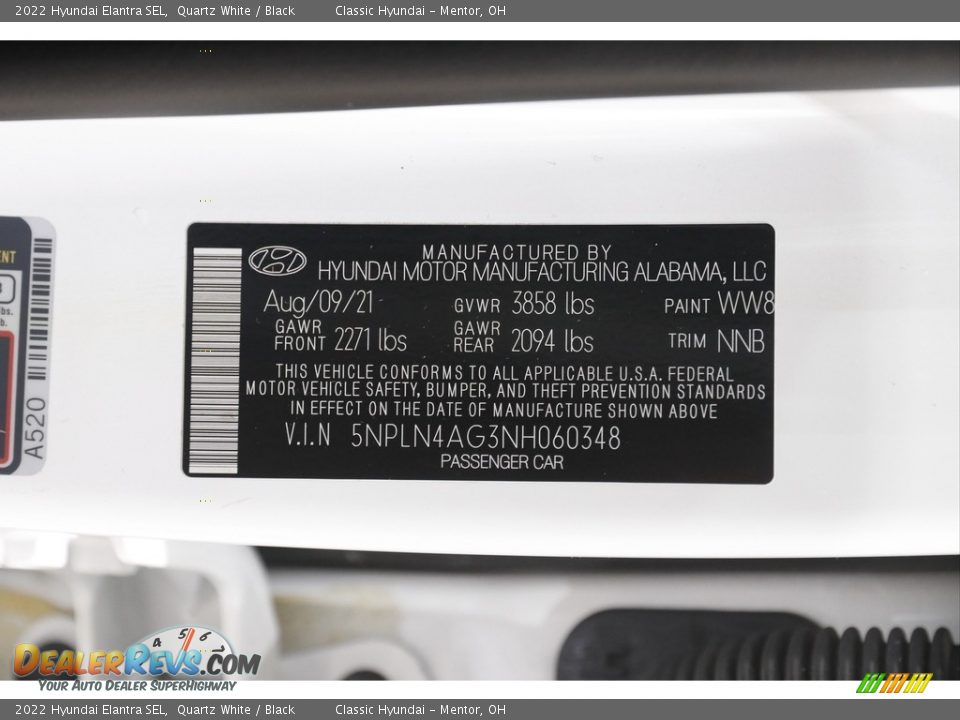 2022 Hyundai Elantra SEL, Quartz White / Black Classic Hyundai - Mentor, OH
MANUFACTURED BY
HYUNDAI MOTOR MANUFACTURING ALABAMA, LLC
Aug/09/21 GVWR 3858 lbs PAINT WW8
GAWR FRONT 2271 lbs GAWR REAR 2094 lbs TRIM NNB
THIS VEHICLE CONFORMS TO ALL APPLICABLE U.S.A. FEDERAL
MOTOR VEHICLE SAFETY, BUMPER, AND THEFT PREVENTION STANDARDS
IN EFFECT ON THE DATE OF MANUFACTURE SHOWN ABOVE
V.I.N 5NPLN4AG3NH060348
PASSENGER CAR
A520
4 5 6
DEALERREVS.COM
YOUR AUTO DEALER SUPERHIGHWAY
2022 Hyundai Elantra SEL, Quartz White / Black Classic Hyundai - Mentor, OH